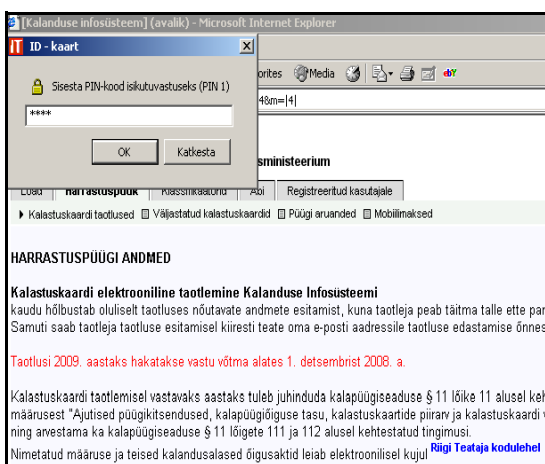 [Kalanduse infosüsteem] (avalik) - Microsoft Internet Explorer
ID - kaart
Sisesta PIN-kood isikutuvastuseks (PIN 1)
****
OK Katkesta
orites Media
4&m=|4|
sministeerium
Load Harrastuspüük Klassifikaatorid Abi Registreeritud kasutajale
Kalastuskaardi taotlused Väljastatud kalastuskaardid Püügi aruanded Mobiilimaksed
HARRASTUSPÜÜGI ANDMED
Kalastuskaardi elektrooniline taotlemine Kalanduse Infosüsteemi
kaudu hõlbustab oluliselt taotluses nõutavate andmete esitamist, kuna taotleja peab täitma talle ette par
Samuti saab taotleja taotluse esitamisel kiiresti teate oma e-posti aadressile taotluse edastamise õnnes
Taotlusi 2009. aastaks hakatakse vastu võtma alates 1. detsembrist 2008. a.
Kalastuskaardi taotlemisel vastavaks aastaks tuleb juhinduda kalapüügiseaduse § 11 lõike 11 alusel keh
määrusest "Ajutised püügikitsendused, kalapüügiõiguse tasu, kalastuskaartide piirarv ja kalastuskaardi v
ning arvestama ka kalapüügiseaduse § 11 lõigete 111 ja 112 alusel kehtestatud tingimusi.
Nimetatud määruse ja teised kalandusalased õigusaktid leiab elektroonilisel kujul Riigi Teataja kodulehel